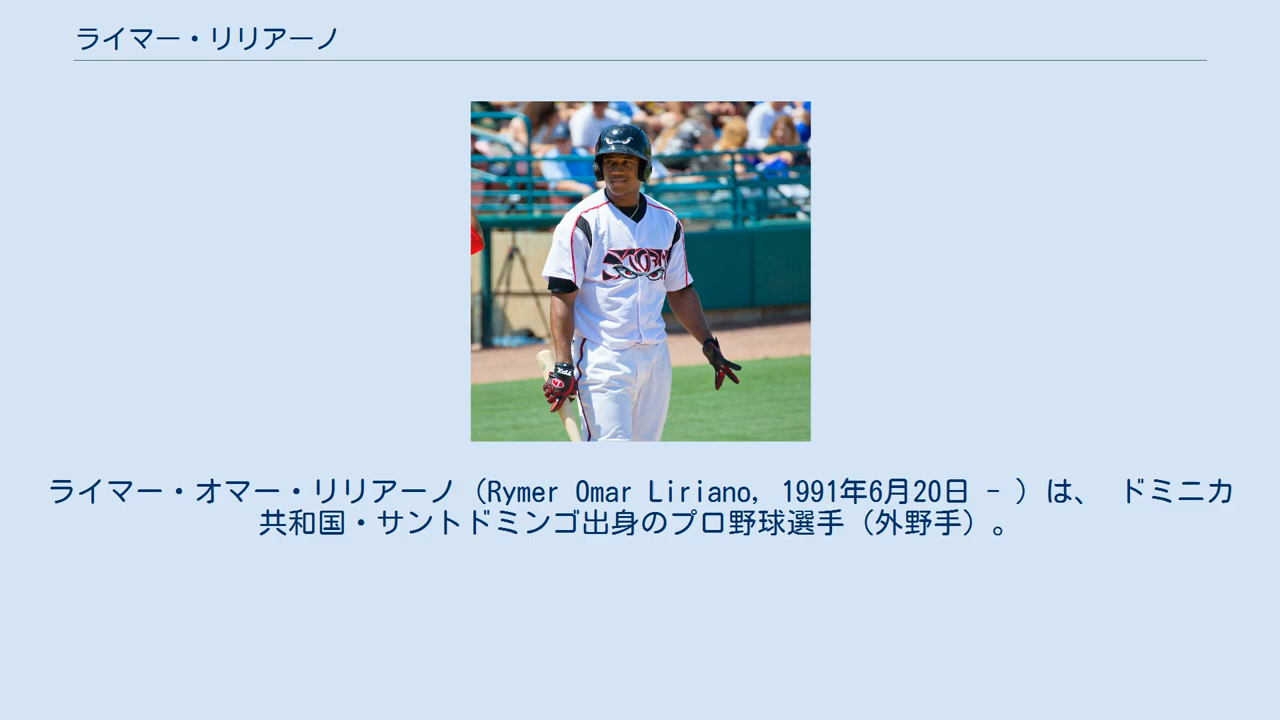 ライマー・リリアーノ
STORM
ライマー・オマー・リリアーノ（Rymer Omar Liriano, 1991年6月20日 - ）は、 ドミニカ
共和国・サントドミンゴ出身のプロ野球選手（外野手）。